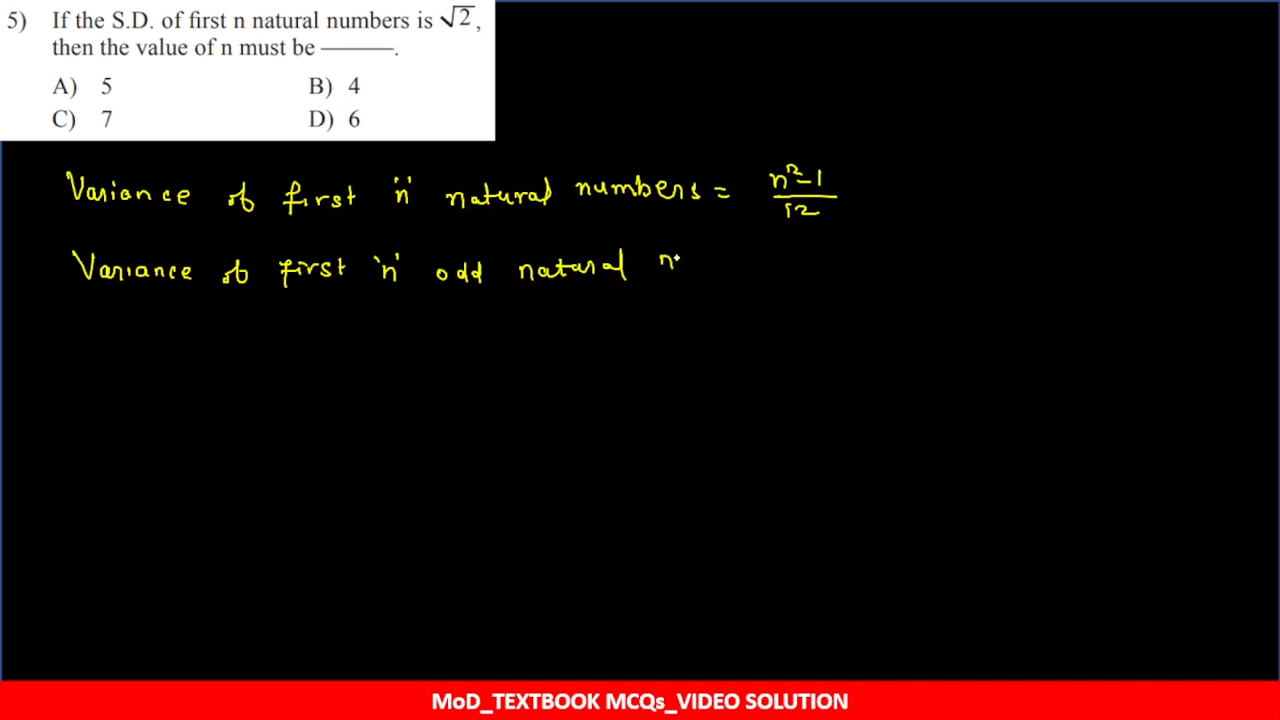 5) If the S.D. of first n natural numbers is √2,
then the value of n must be ———.
A) 5 B) 4
C) 7 D) 6
Variance of first 'n' natural numbers = n²-1/12
Variance of first 'n' odd natural n
MoD_TEXTBOOK MCQs_VIDEO SOLUTION